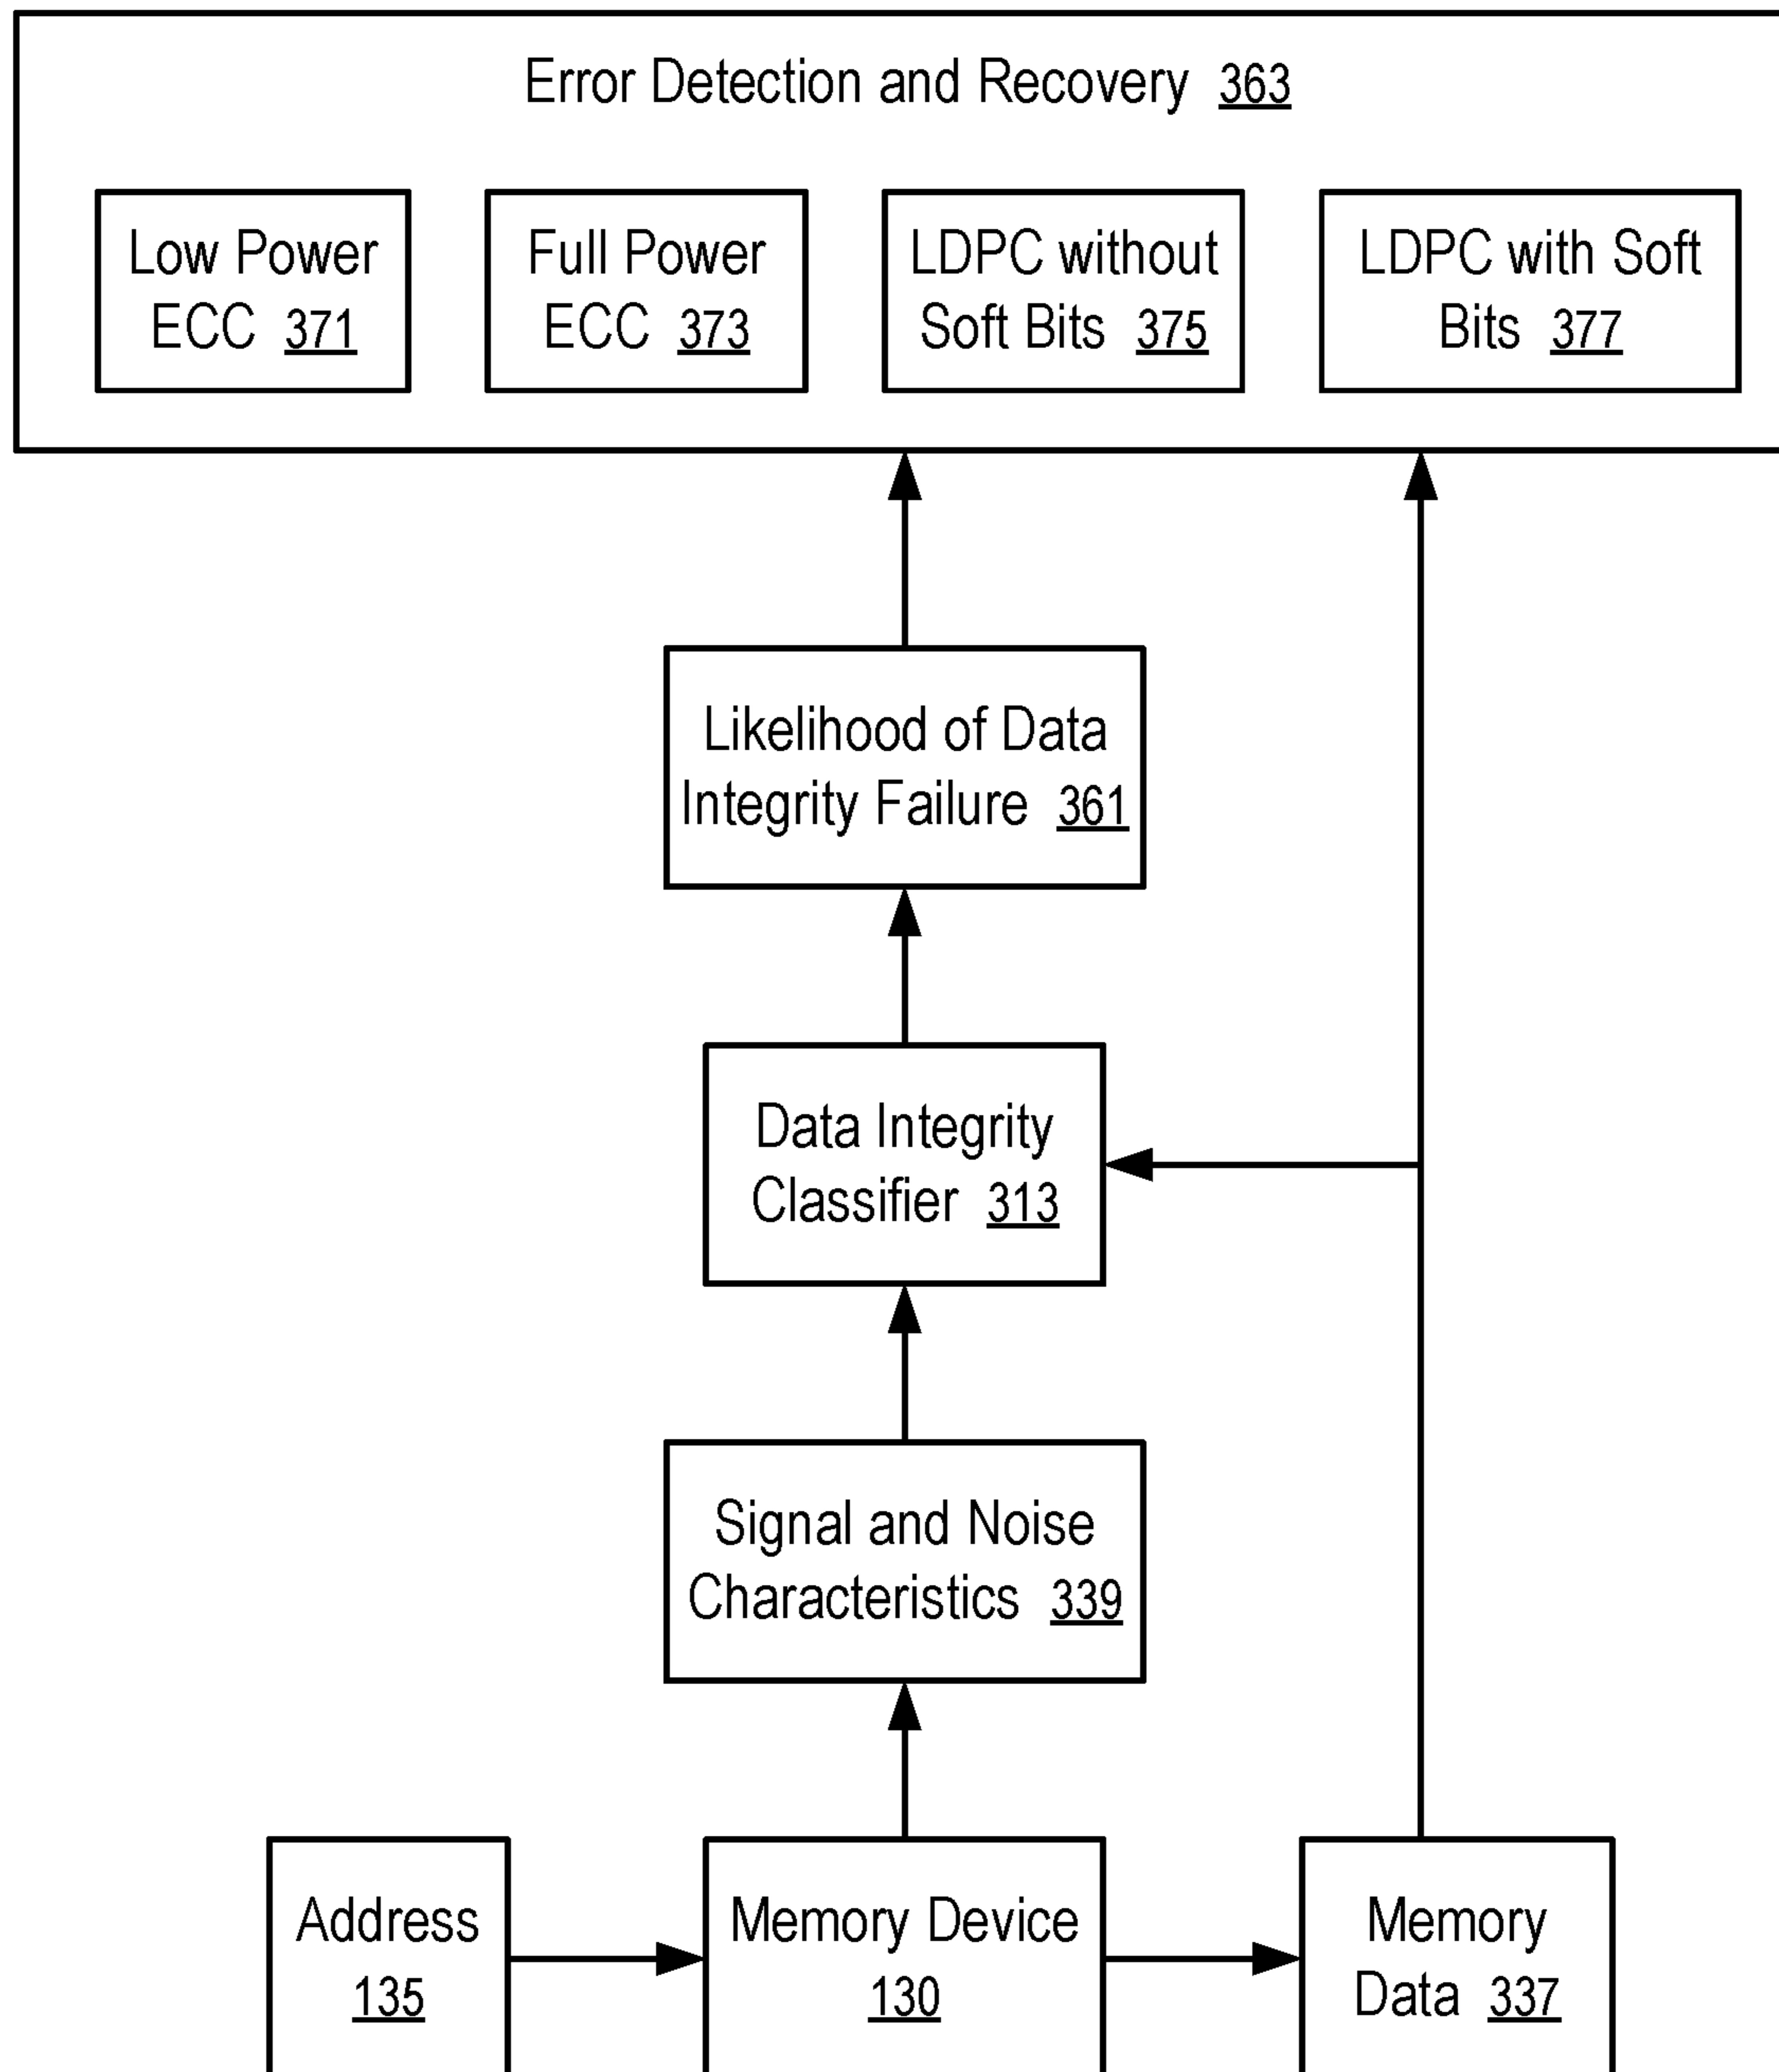 Error Detection and Recovery 363
Low Power
ECC 371
Full Power
ECC 373
LDPC without
Soft Bits 375
LDPC with Soft
Bits 377
Likelihood of Data
Integrity Failure 361
Data Integrity
Classifier 313
Signal and Noise
Characteristics 339
Address
135
Memory Device
130
Memory
Data 337